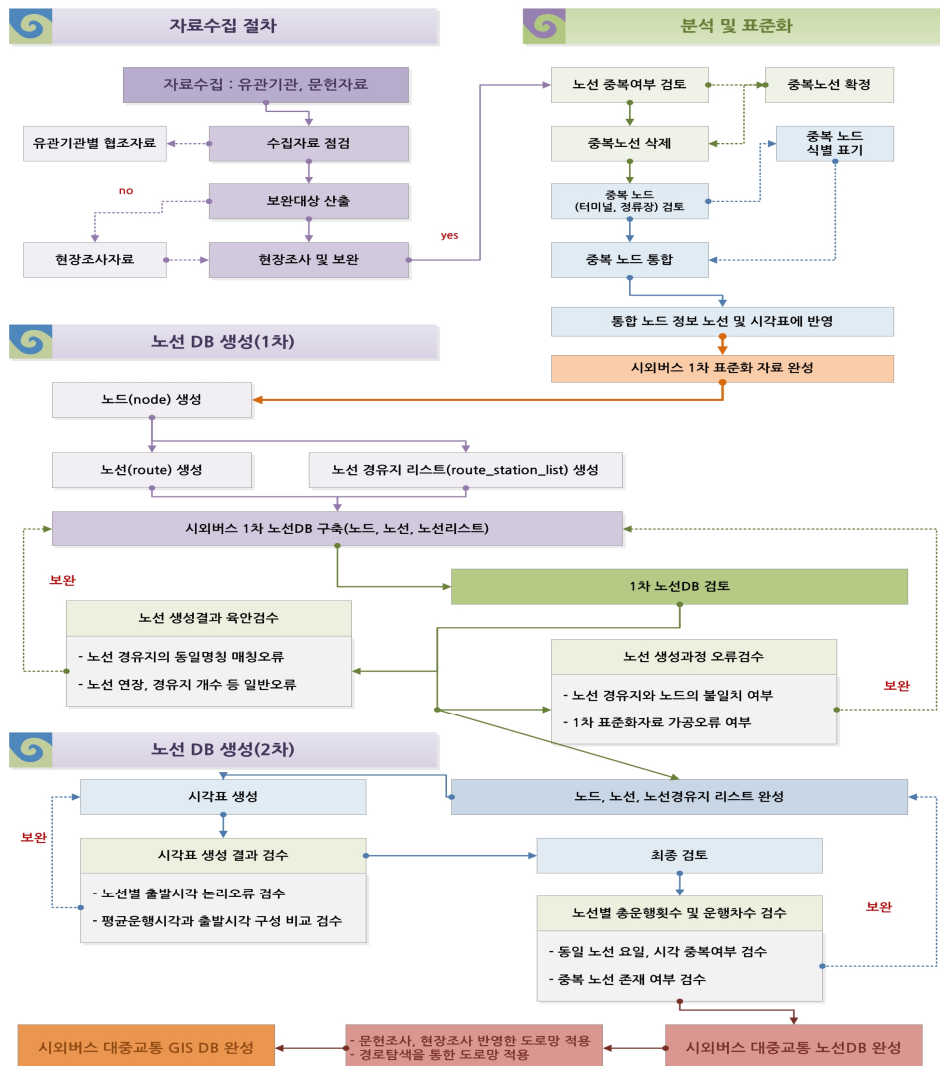 자료수집 절차
자료수집 : 유관기관, 문헌자료
유관기관별 협조자료
수집자료 점검
no
보완대상 산출
yes
현장조사자료
현장조사 및 보완
분석 및 표준화
노선 중복여부 검토
중복노선 확정
중복노선 삭제
중복 노드
식별 표기
중복 노드
(터미널, 정류장) 검토
중복 노드 통합
통합 노드 정보 노선 및 시각표에 반영
시외버스 1차 표준화 자료 완성
노선 DB 생성(1차)
노드(node) 생성
노선(route) 생성
노선 경유지 리스트(route_station_list) 생성
시외버스 1차 노선DB 구축(노드, 노선, 노선리스트)
보완
1차 노선DB 검토
노선 생성결과 육안검수
- 노선 경유지의 동일명칭 매칭오류
- 노선 연장, 경유지 개수 등 일반오류
노선 생성과정 오류검수
- 노선 경유지와 노드의 불일치 여부
- 1차 표준화자료 가공오류 여부
보완
노선 DB 생성(2차)
시각표 생성
노드, 노선, 노선경유지 리스트 완성
보완
시각표 생성 결과 검수
- 노선별 출발시각 논리오류 검수
- 평균운행시각과 출발시각 구성 비교 검수
최종 검토
노선별 총운행횟수 및 운행차수 검수
- 동일 노선 요일, 시각 중복여부 검수
- 중복 노선 존재 여부 검수
보완
시외버스 대중교통 GIS DB 완성
- 문헌조사, 현장조사 반영한 도로망 적용
- 경로탐색을 통한 도로망 적용
시외버스 대중교통 노선DB 완성